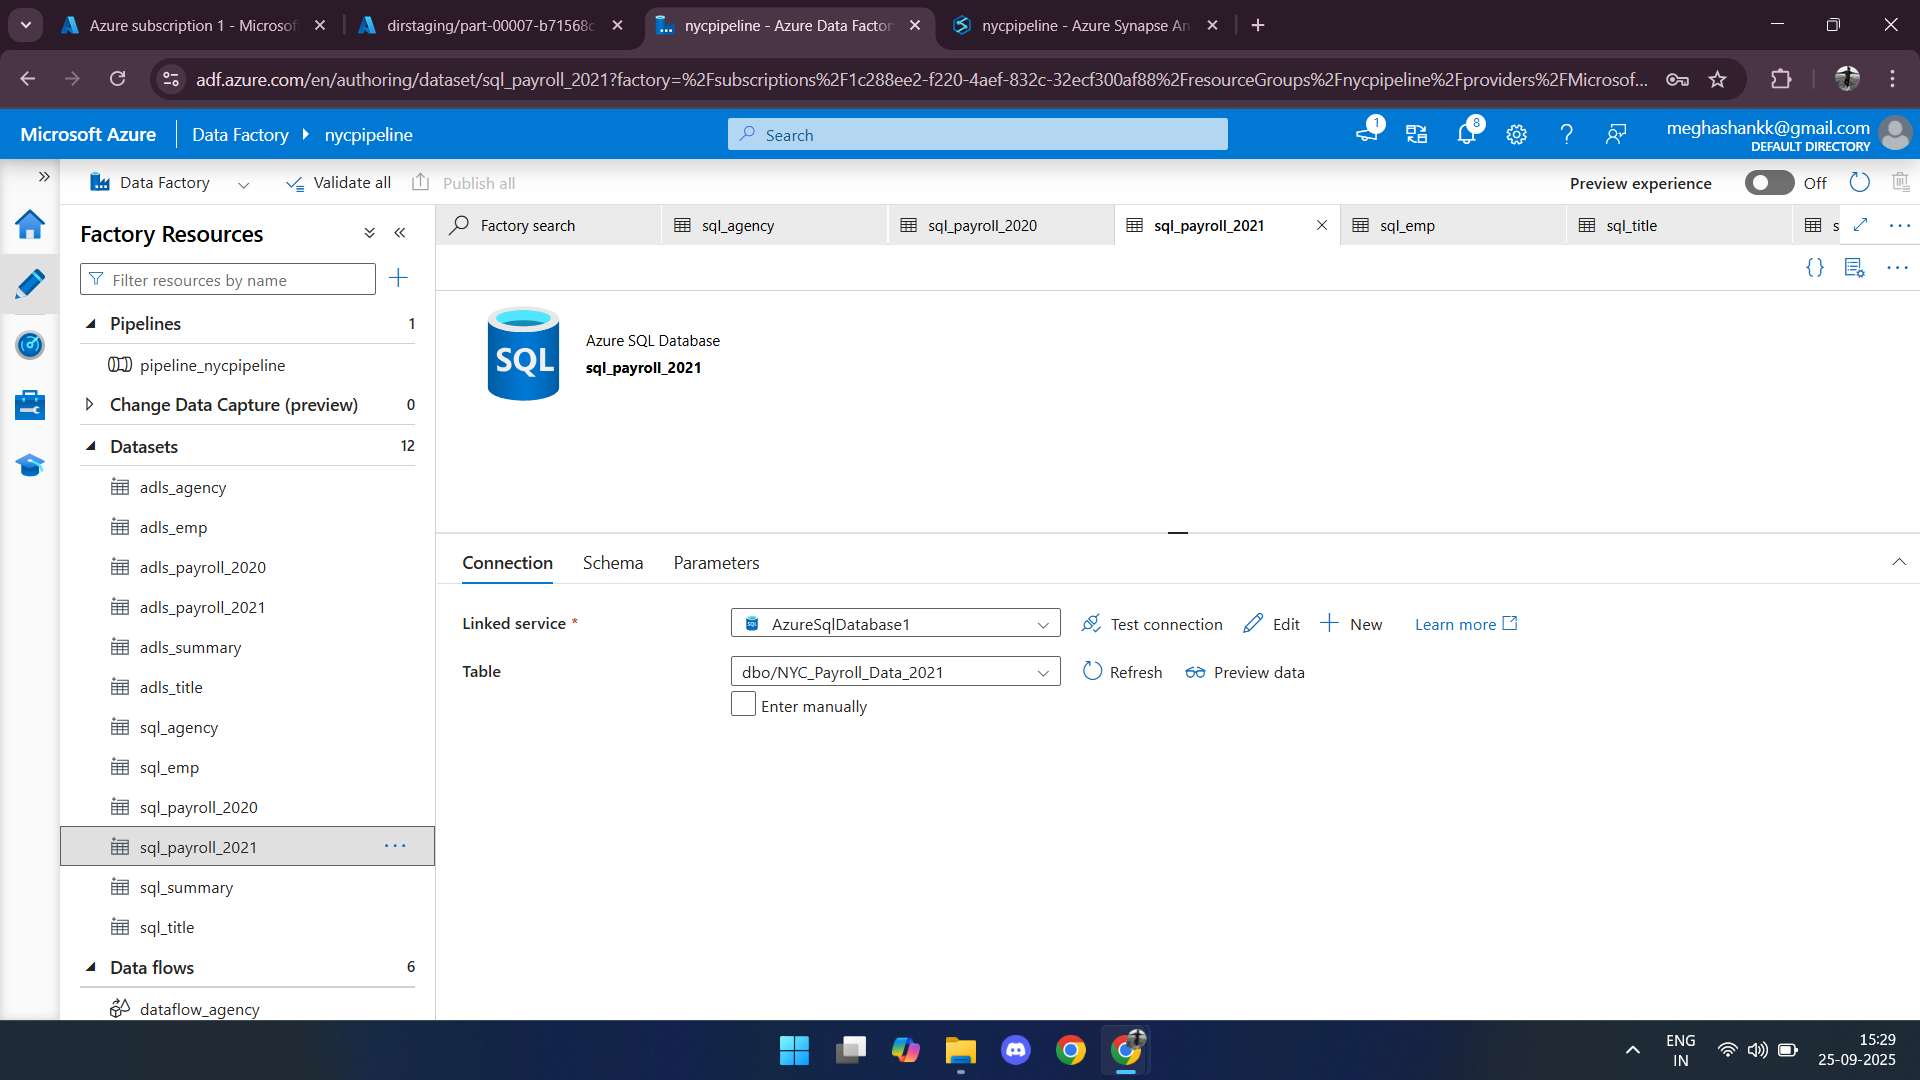 Azure subscription 1 - Microsof
dirstaging/part-00007-b71568c
nycpipeline - Azure Data Factor
nycpipeline - Azure Synapse An
adf.azure.com/en/authoring/dataset/sql_payroll_2021?factory=%2Fsubscriptions%2F1c288ee2-f220-4aef-832c-32ecf300af88%2FresourceGroups%2Fnycpipeline%2Fproviders%2FMicrosof...
Microsoft Azure
Data Factory
nycpipeline
Search
1
8
meghashankk@gmail.com
DEFAULT DIRECTORY
Data Factory
Validate all
Publish all
Preview experience
Off
Factory Resources
Filter resources by name
Pipelines 1
pipeline_nycpipeline
Change Data Capture (preview) 0
Datasets 12
adls_agency
adls_emp
adls_payroll_2020
adls_payroll_2021
adls_summary
adls_title
sql_agency
sql_emp
sql_payroll_2020
sql_payroll_2021
sql_summary
sql_title
Data flows 6
dataflow_agency
Factory search
sql_agency
sql_payroll_2020
sql_payroll_2021
sql_emp
sql_title
s
SQL
Azure SQL Database
sql_payroll_2021
Connection
Schema
Parameters
Linked service *
AzureSqlDatabase1
Test connection
Edit
New
Learn more
Table
dbo/NYC_Payroll_Data_2021
Refresh
Preview data
Enter manually
ENG
IN
15:29
25-09-2025